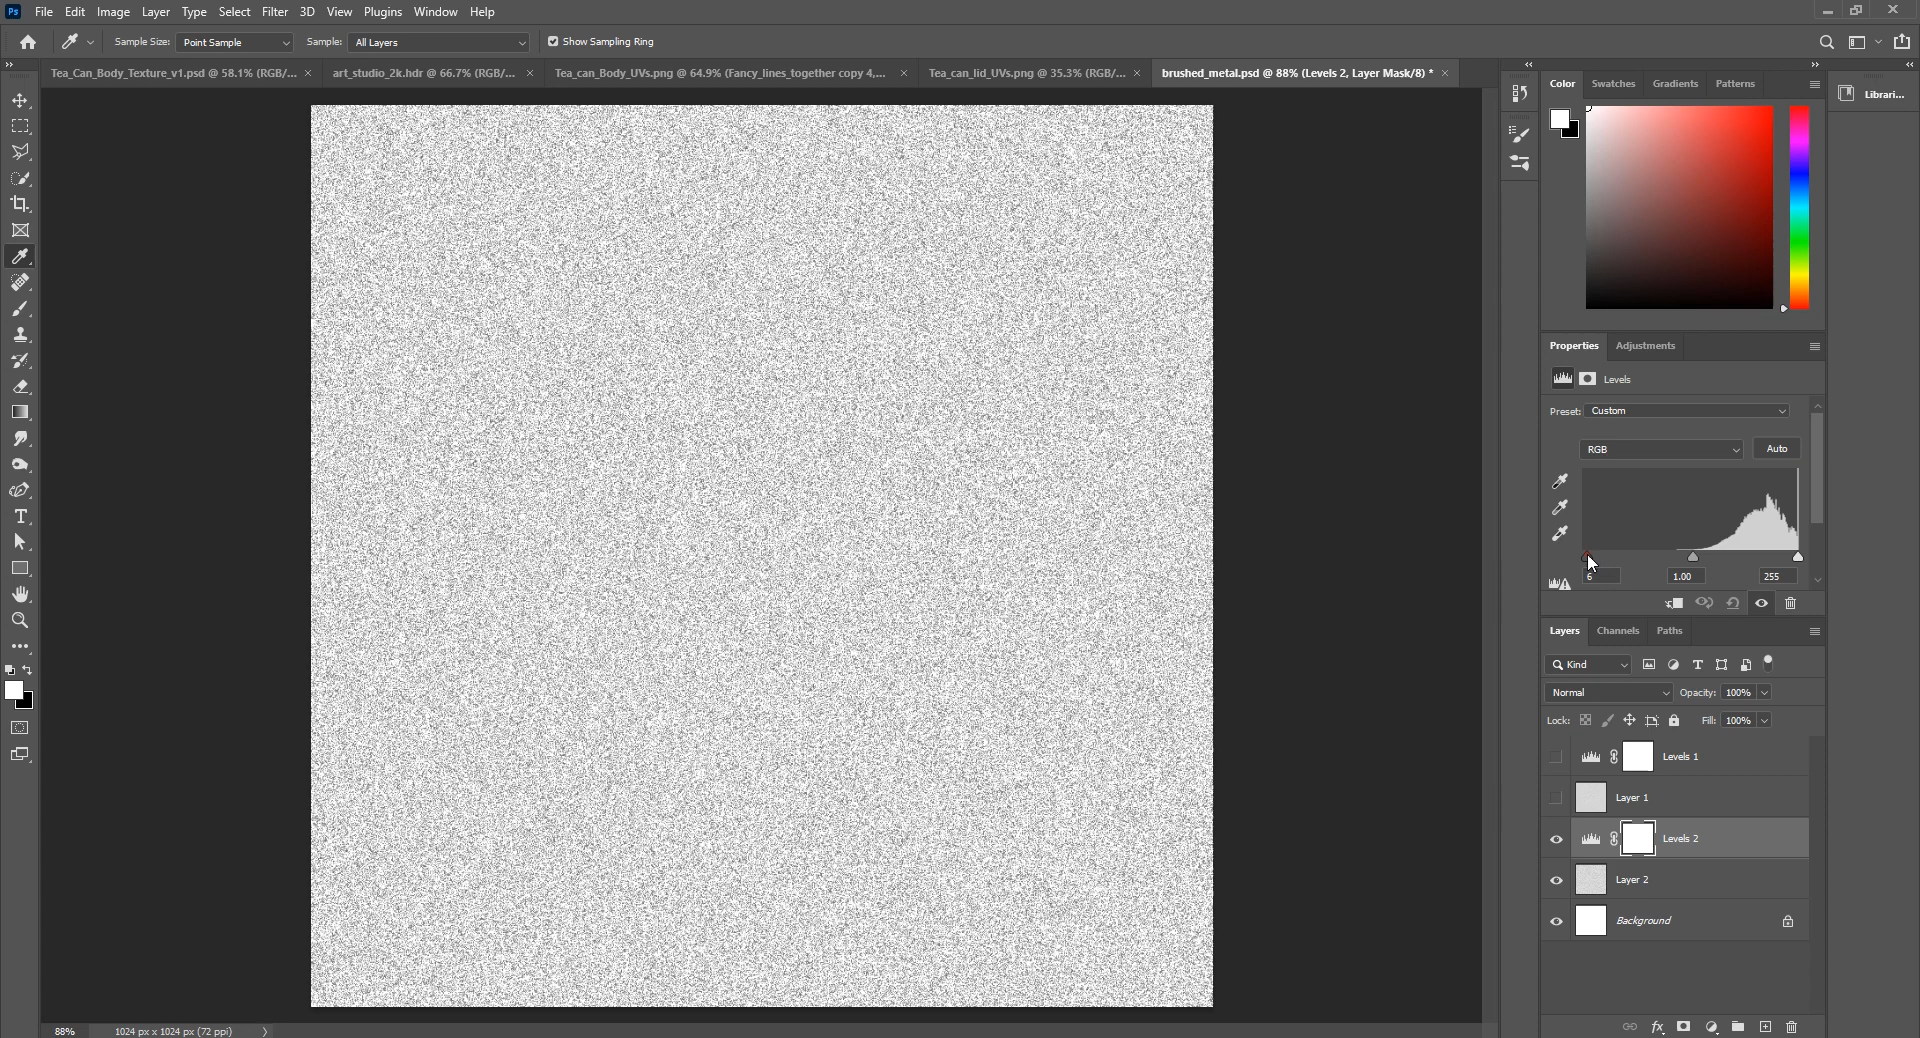 Ps File Edit Image Layer Type Select Filter 3D View Plugins Window Help
Sample Size: Point Sample Sample: All Layers Show Sampling Ring
Tea_Can_Body_Texture_v1.psd @ 58.1% (RGB/... × art_studio_2k.hdr @ 66.7% (RGB/... × Tea_can_Body_UVs.png @ 64.9% (Fancy_lines_together copy 4,... × Tea_can_lid_UVs.png @ 35.3% (RGB/... × brushed_metal.psd @ 88% (Levels 2, Layer Mask/8) * ×
Color Swatches Gradients Patterns
Librari...
Properties Adjustments
Levels
Preset: Custom
RGB Auto
6 1.00 255
Layers Channels Paths
Kind
Normal Opacity: 100%
Lock: Fill: 100%
Levels 1
Layer 1
Levels 2
Layer 2
Background
88% 1024 px x 1024 px (72 ppi)